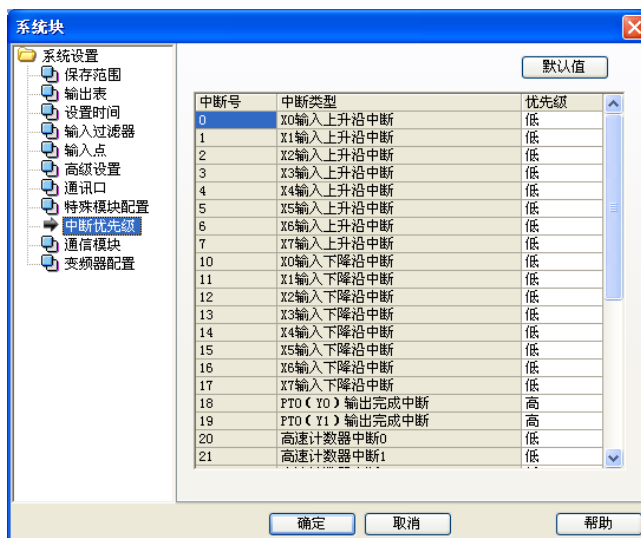 系统块
系统设置
保存范围
输出表
设置时间
输入过滤器
输入点
高级设置
通讯口
特殊模块配置
中断优先级
通信模块
变频器配置
默认值
中断号 中断类型 优先级
0 X0输入上升沿中断 低
1 X1输入上升沿中断 低
2 X2输入上升沿中断 低
3 X3输入上升沿中断 低
4 X4输入上升沿中断 低
5 X5输入上升沿中断 低
6 X6输入上升沿中断 低
7 X7输入上升沿中断 低
10 X0输入下降沿中断 低
11 X1输入下降沿中断 低
12 X2输入下降沿中断 低
13 X3输入下降沿中断 低
14 X4输入下降沿中断 低
15 X5输入下降沿中断 低
16 X6输入下降沿中断 低
17 X7输入下降沿中断 低
18 PTO(Y0)输出完成中断 高
19 PTO(Y1)输出完成中断 高
20 高速计数器中断0 低
21 高速计数器中断1 低
确定 取消 帮助